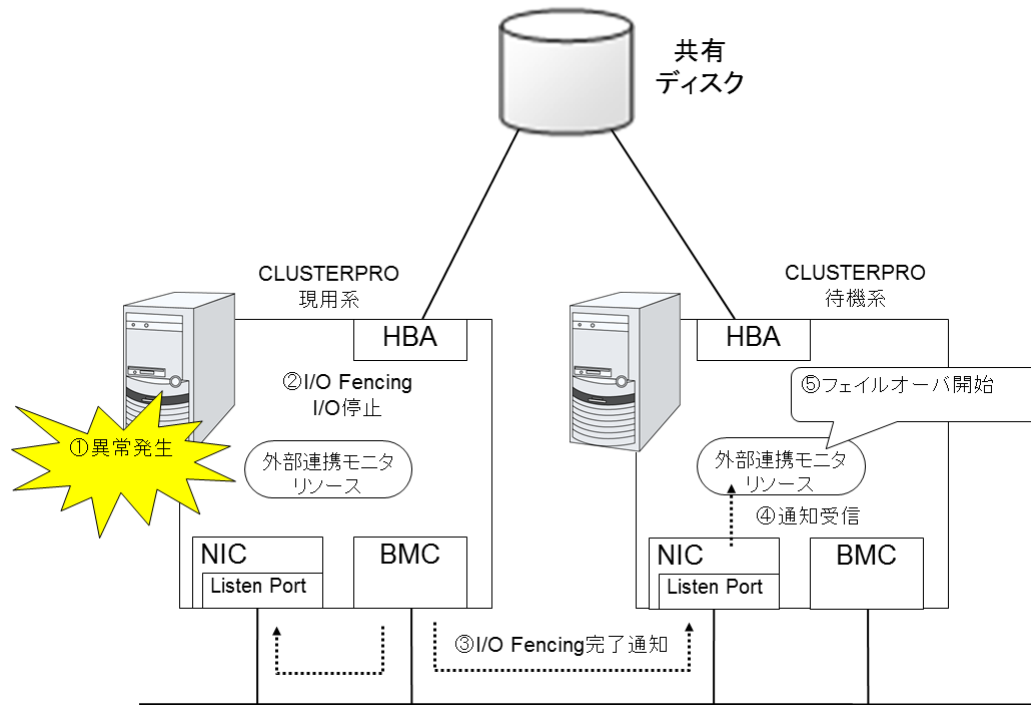 共有
ディスク
CLUSTERPRO
現用系
CLUSTERPRO
待機系
HBA
HBA
②I/O Fencing
I/O停止
⑤フェイルオーバ開始
①異常発生
外部連携モニタ
リソース
外部連携モニタ
リソース
④通知受信
NIC
Listen Port
BMC
NIC
Listen Port
BMC
③I/O Fencing完了通知